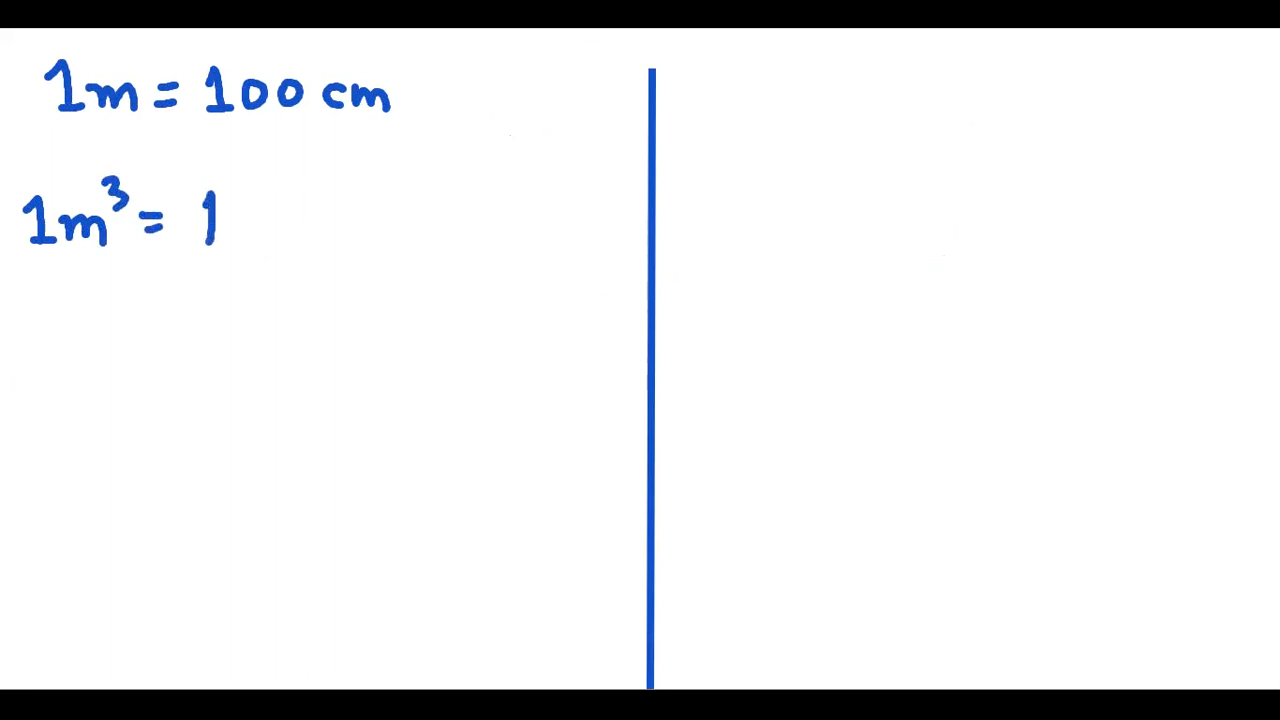 1m = 100 cm
1m³ = 1